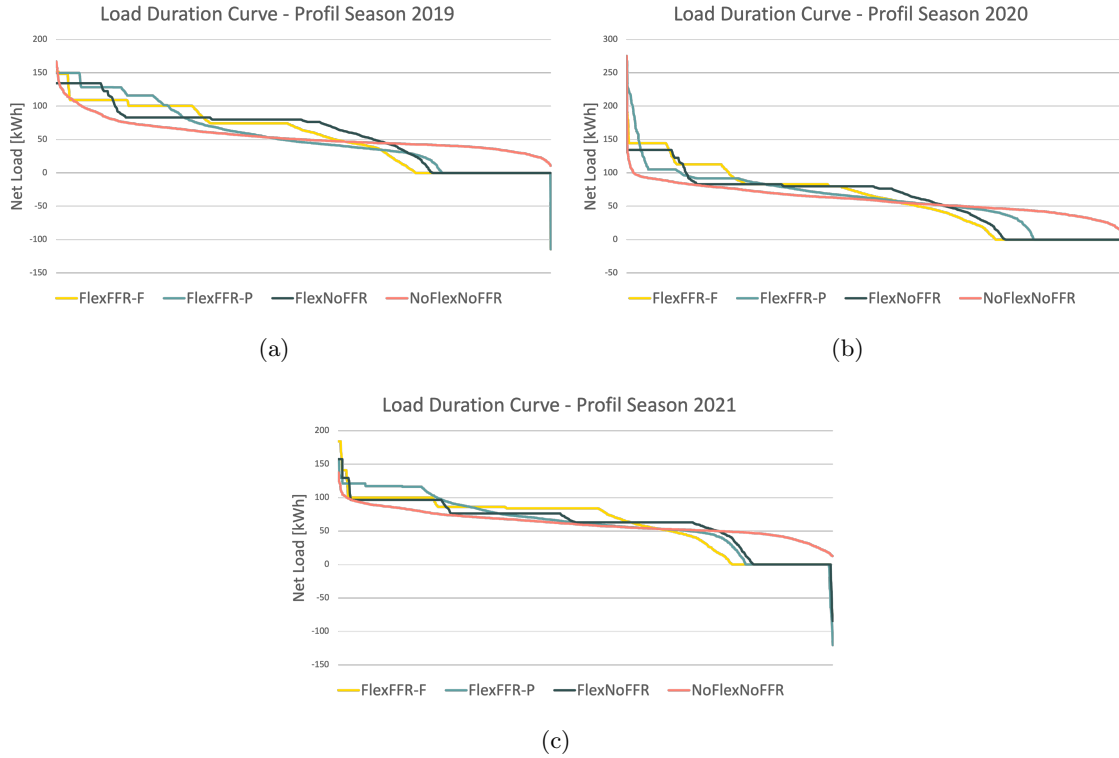 Load Duration Curve - Profil Season 2019
Net Load [kWh]
200
150
100
50
0
-50
-100
-150
FlexFFR-F FlexFFR-P FlexNoFFR NoFlexNoFFR
(a)
Load Duration Curve - Profil Season 2020
Net Load [kWh]
300
250
200
150
100
50
0
-50
FlexFFR-F FlexFFR-P FlexNoFFR NoFlexNoFFR
(b)
Load Duration Curve - Profil Season 2021
Net Load [kWh]
200
150
100
50
0
-50
-100
-150
FlexFFR-F FlexFFR-P FlexNoFFR NoFlexNoFFR
(c)